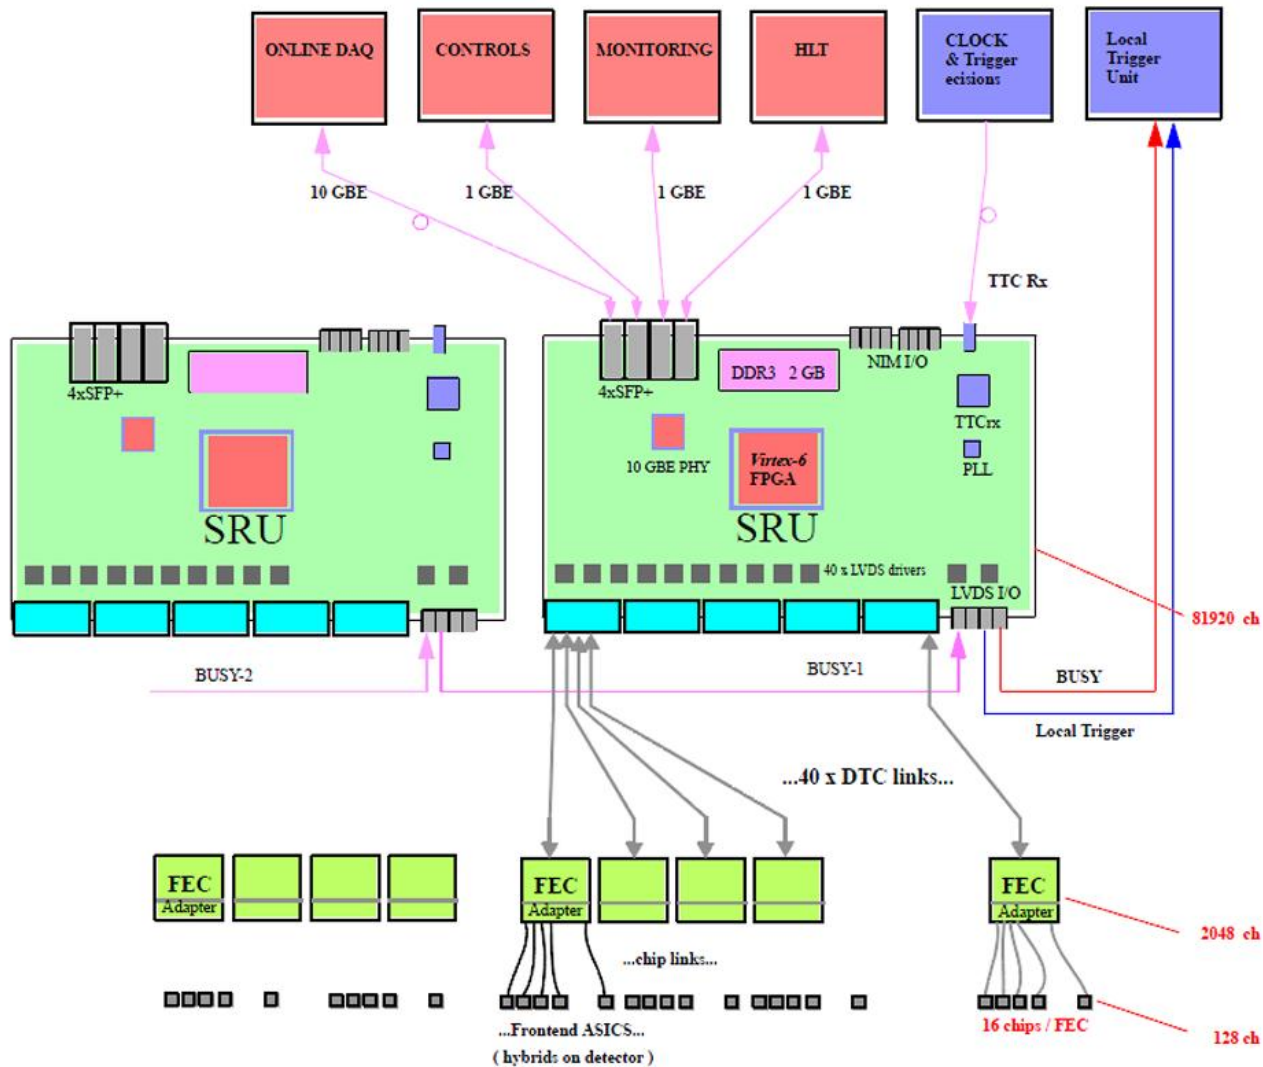 ONLINE DAQ
CONTROLS
MONITORING
HLT
CLOCK
& Trigger
ecisions
Local
Trigger
Unit
10 GBE
1 GBE
1 GBE
1 GBE
TTC Rx
4xSFP+
SRU
4xSFP+
DDR3 2 GB
NIM I/O
TTCrx
PLL
10 GBE PHY
Virtex-6
FPGA
SRU
40 x LVDS drivers
LVDS I/O
81920 ch
BUSY-2
BUSY-1
BUSY
Local Trigger
...40 x DTC links...
FEC
Adapter
FEC
Adapter
FEC
Adapter
2048 ch
...chip links...
...Frontend ASICS...
( hybrids on detector )
16 chips / FEC
128 ch